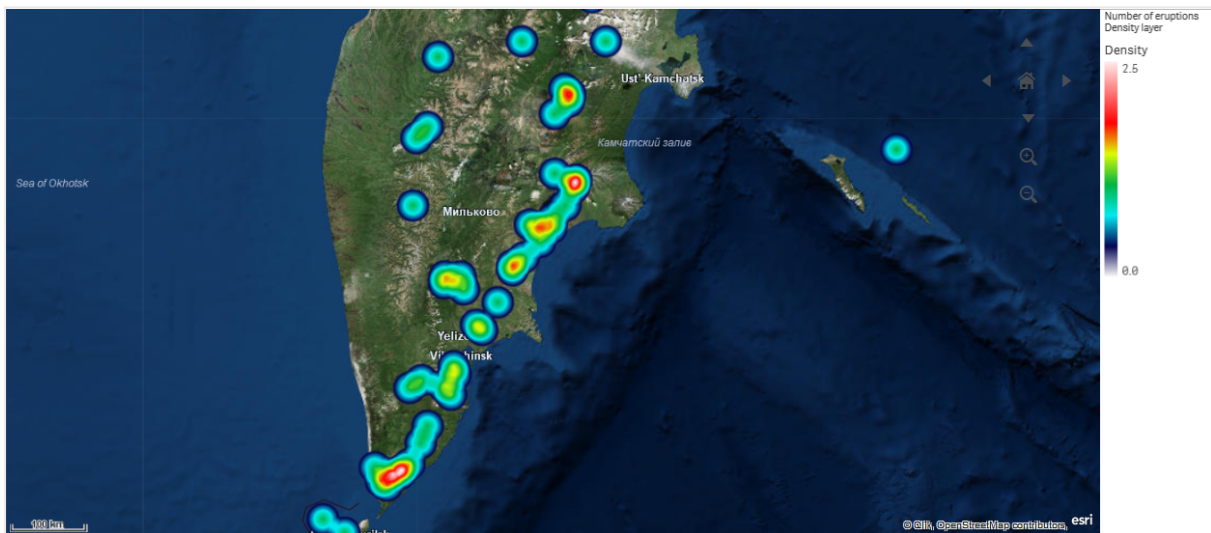 Number of eruptions
Density layer
Density
2.5
0.0
Ust'-Kamchatsk
Камчатский залив
Sea of Okhotsk
Мильково
100 km
© Qlik, OpenStreetMap contributors, esri